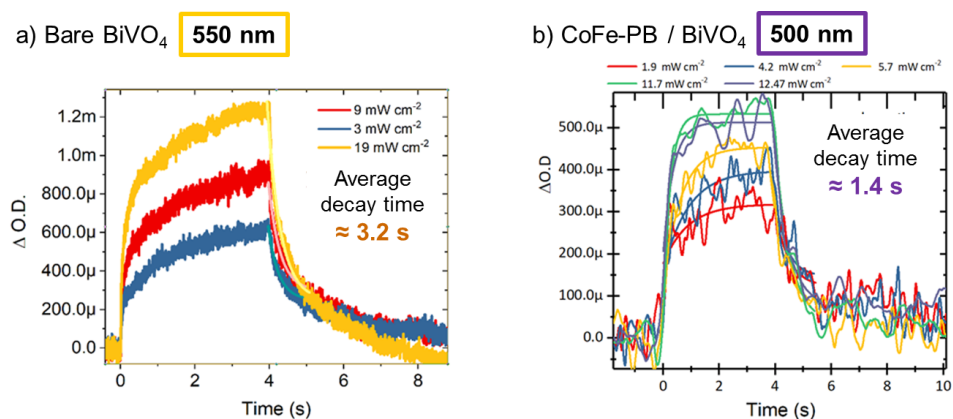 a) Bare BiVO₄ 550 nm
1.2m
1.0m
800.0µ
600.0µ
400.0µ
200.0µ
0.0
Δ O.D.
9 mW cm⁻²
3 mW cm⁻²
19 mW cm⁻²
Average
decay time
≈ 3.2 s
0 2 4 6 8
Time (s)
b) CoFe-PB / BiVO₄ 500 nm
1.9 mW cm⁻² 4.2 mW cm⁻² 5.7 mW cm⁻²
11.7 mW cm⁻² 12.47 mW cm⁻²
500.0µ
400.0µ
300.0µ
200.0µ
100.0µ
0.0
ΔO.D
Average
decay time
≈ 1.4 s
0 2 4 6 8 10
Time (s)